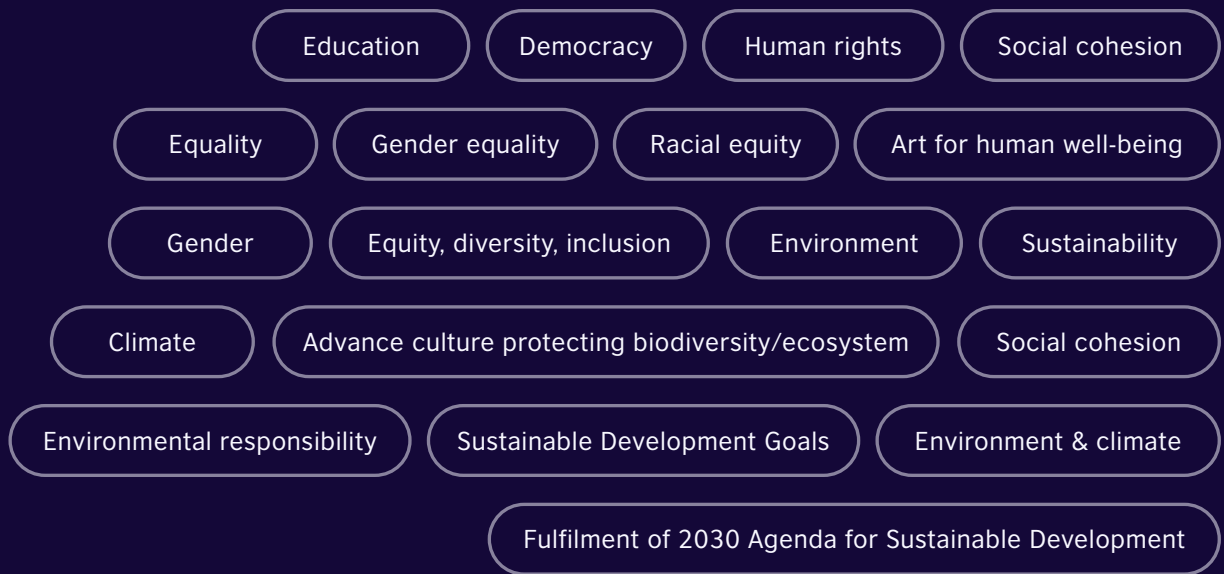 Education Democracy Human rights Social cohesion
Equality Gender equality Racial equity Art for human well-being
Gender Equity, diversity, inclusion Environment Sustainability
Climate Advance culture protecting biodiversity/ecosystem Social cohesion
Environmental responsibility Sustainable Development Goals Environment & climate
Fulfilment of 2030 Agenda for Sustainable Development